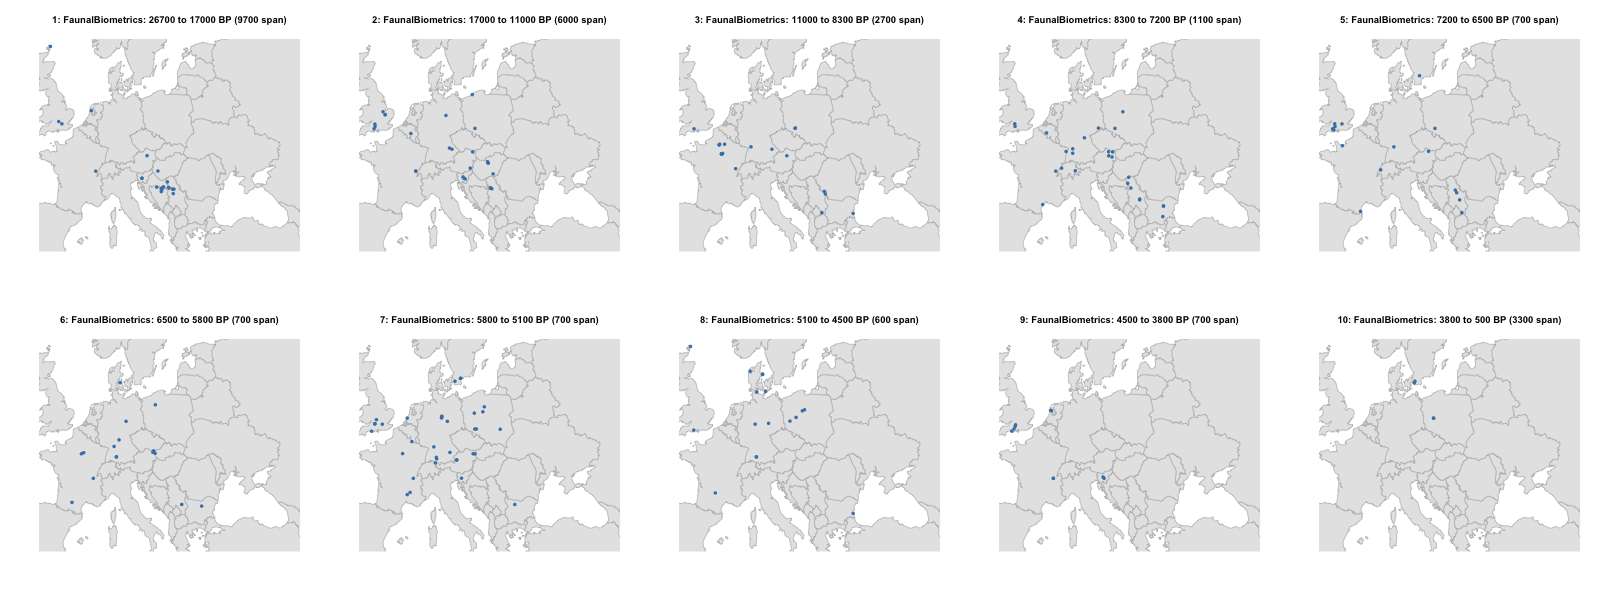 1: FaunalBiometrics: 26700 to 17000 BP (9700 span)
2: FaunalBiometrics: 17000 to 11000 BP (6000 span)
3: FaunalBiometrics: 11000 to 8300 BP (2700 span)
4: FaunalBiometrics: 8300 to 7200 BP (1100 span)
5: FaunalBiometrics: 7200 to 6500 BP (700 span)
6: FaunalBiometrics: 6500 to 5800 BP (700 span)
7: FaunalBiometrics: 5800 to 5100 BP (700 span)
8: FaunalBiometrics: 5100 to 4500 BP (600 span)
9: FaunalBiometrics: 4500 to 3800 BP (700 span)
10: FaunalBiometrics: 3800 to 500 BP (3300 span)